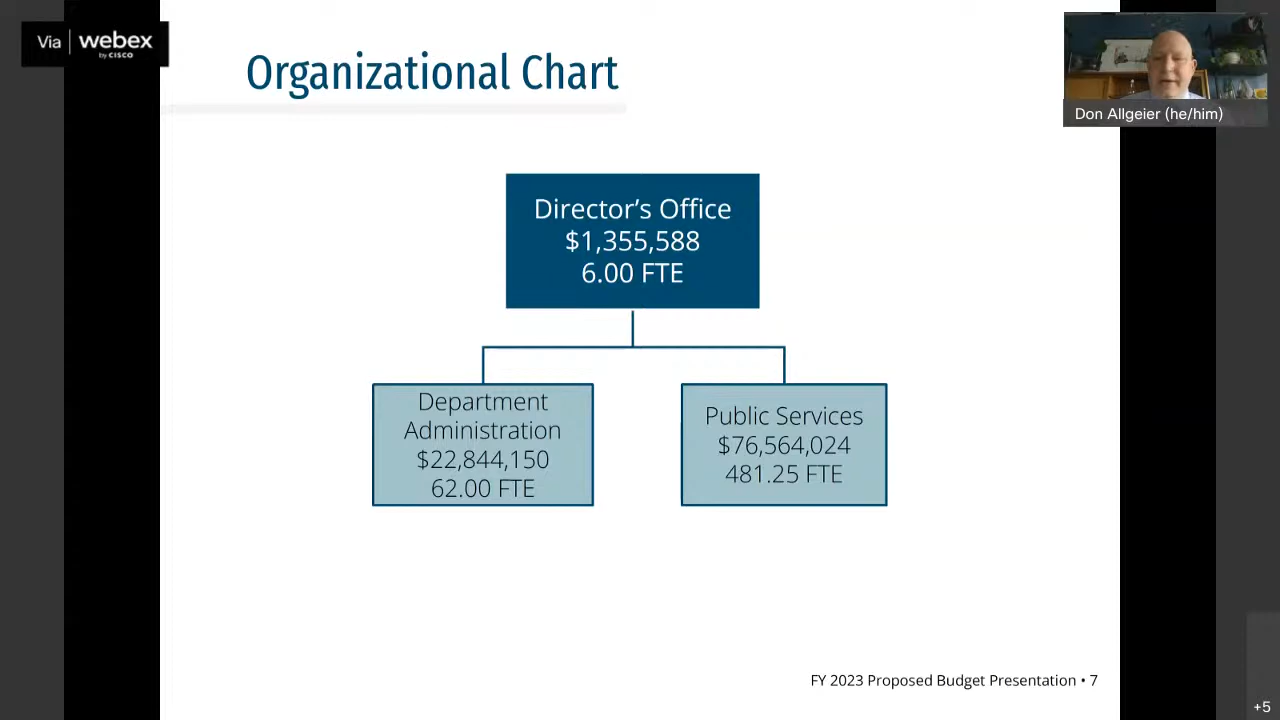 Via webex
by CISCO
Organizational Chart
Don Allgeier (he/him)
Director’s Office
$1,355,588
6.00 FTE
Department
Administration
$22,844,150
62.00 FTE
Public Services
$76,564,024
481.25 FTE
FY 2023 Proposed Budget Presentation • 7
+5